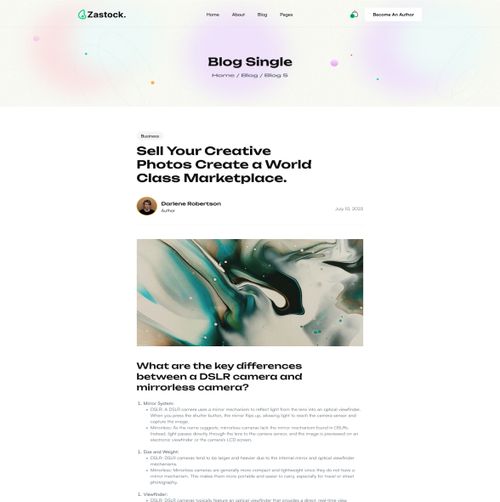 Zastock.
Home About Blog Pages
Become An Author
Blog Single
Home / Blog / Blog 5
Business
Sell Your Creative
Photos Create a World
Class Marketplace.
Darlene Robertson
Author
July 10, 2023
What are the key differences
between a DSLR camera and
mirrorless camera?
1. Mirror System:
DSLR: A DSLR camera uses a mirror mechanism to reflect light from the lens into an optical viewfinder.
When you press the shutter button, the mirror flips up, allowing light to reach the camera sensor and
capture the image.
Mirrorless: As the name suggests, mirrorless cameras lack the mirror mechanism found in DSLRs.
Instead, light passes directly through the lens to the camera sensor, and the image is processed on an
electronic viewfinder or the camera's LCD screen.
1. Size and Weight:
DSLR: DSLR cameras tend to be larger and heavier due to the internal mirror and optical viewfinder
mechanisms.
Mirrorless: Mirrorless cameras are generally more compact and lightweight since they do not have a
mirror mechanism. This makes them more portable and easier to carry, especially for travel or street
photography.
1. Viewfinder:
DSLR: DSLR cameras typically feature an optical viewfinder that provides a direct, real-time view